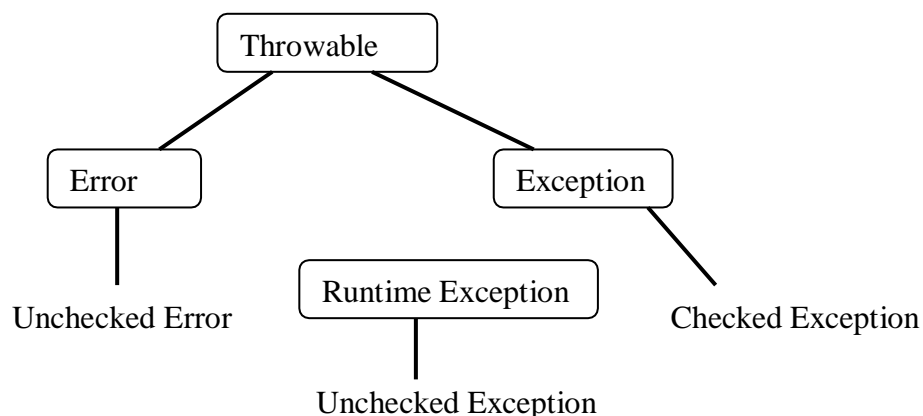 Throwable
Error
Exception
Runtime Exception
Unchecked Error
Checked Exception
Unchecked Exception